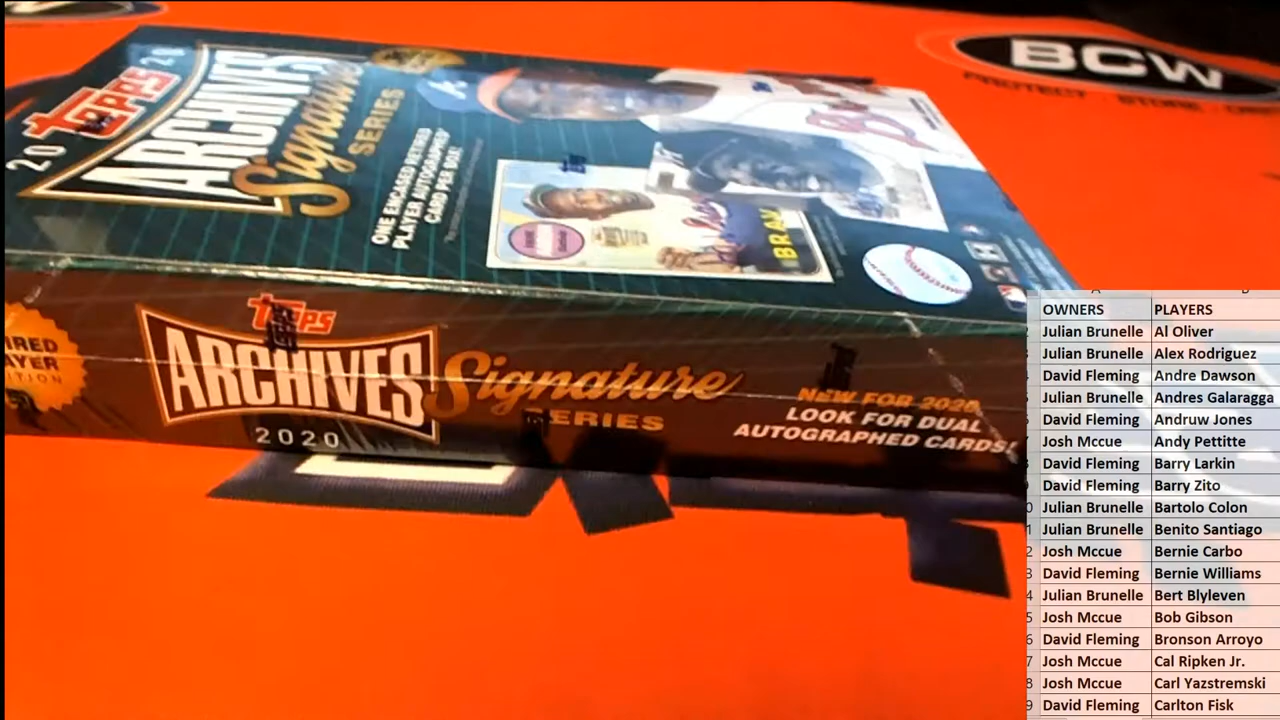 BCW
PROTECT STORE
20 TOPPS 20
ARCHIVES
Signature
SERIES
ONE ENCASED RETIRED
PLAYER AUTOGRAPHED
CARD PER BOX!
TOPPS
ARCHIVES
Signature
SERIES
2020
NEW FOR 2020
LOOK FOR DUAL
AUTOGRAPHED CARDS!
OWNERS PLAYERS
Julian Brunelle Al Oliver
Julian Brunelle Alex Rodriguez
David Fleming Andre Dawson
Julian Brunelle Andres Galaragga
David Fleming Andruw Jones
Josh Mccue Andy Pettitte
David Fleming Barry Larkin
David Fleming Barry Zito
Julian Brunelle Bartolo Colon
Julian Brunelle Benito Santiago
Josh Mccue Bernie Carbo
David Fleming Bernie Williams
Julian Brunelle Bert Blyleven
Josh Mccue Bob Gibson
David Fleming Bronson Arroyo
Josh Mccue Cal Ripken Jr.
Josh Mccue Carl Yazstremski
David Fleming Carlton Fisk